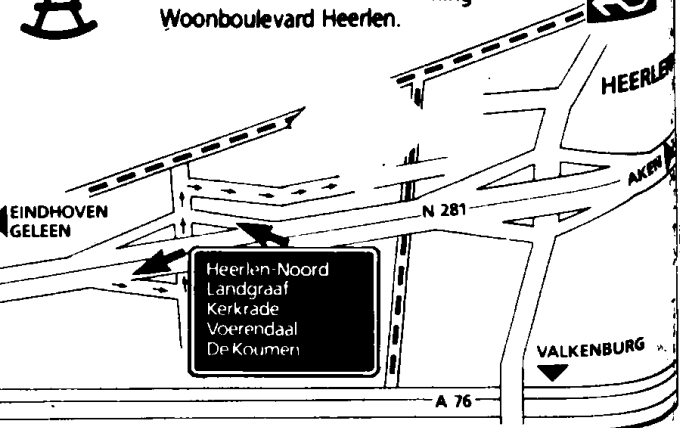 Woonboulevard Heerlen.
HEERLEN
AKEN
EINDHOVEN
GELEEN
N 281
Heerlen-Noord
Landgraaf
Kerkrade
Voerendaal
De Koumen
VALKENBURG
A 76